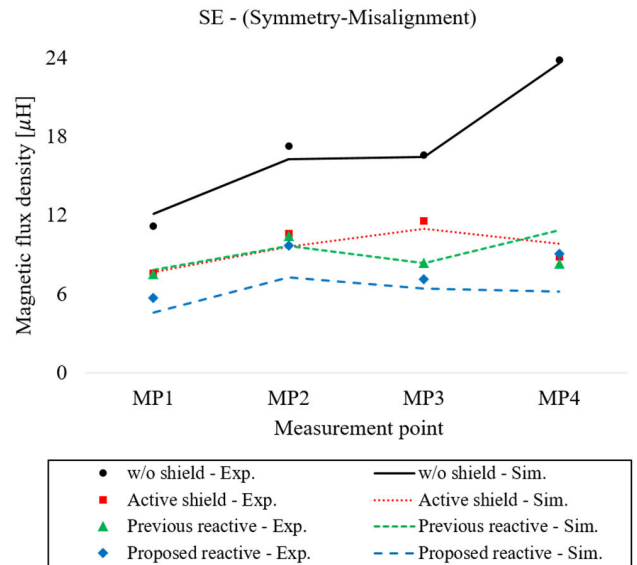 SE - (Symmetry-Misalignment)
Magnetic flux density [μH]
24
18
12
6
0
MP1 MP2 MP3 MP4
Measurement point
w/o shield - Exp. w/o shield - Sim.
Active shield - Exp. Active shield - Sim.
Previous reactive - Exp. Previous reactive - Sim.
Proposed reactive - Exp. Proposed reactive - Sim.